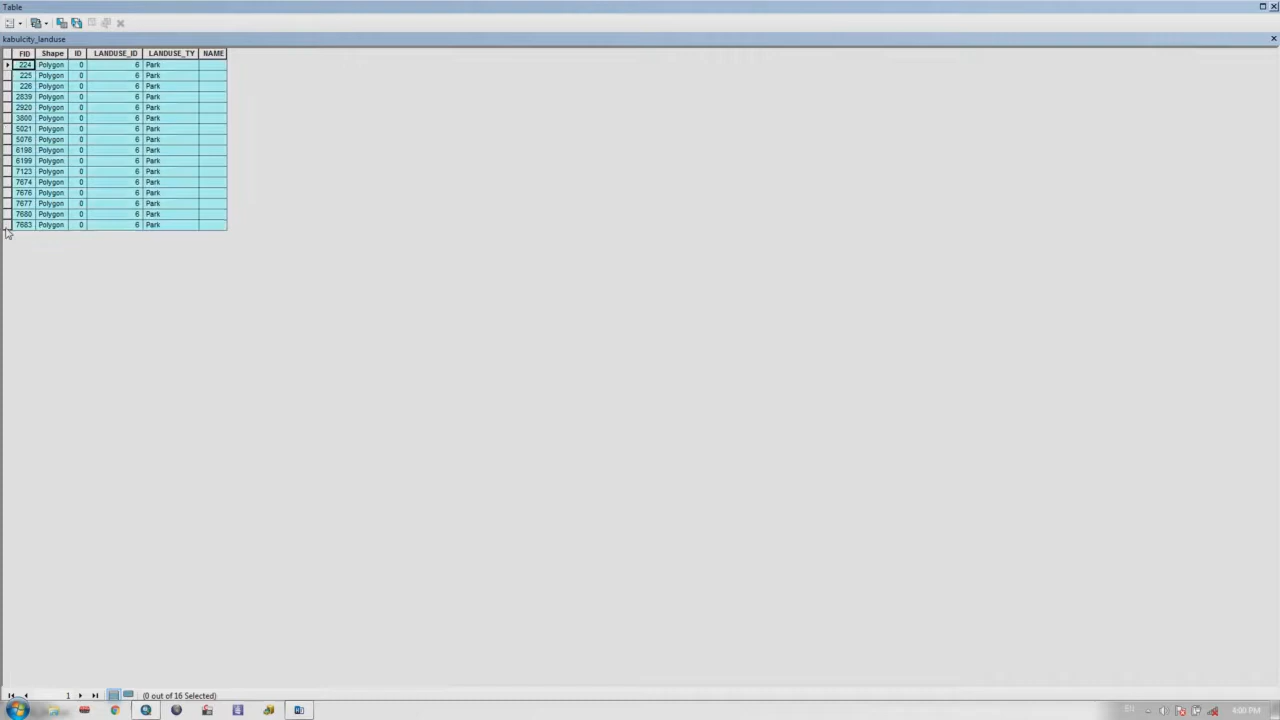 Table
kabulcity_landuse
FID Shape ID LANDUSE_ID LANDUSE_TY NAME
224 Polygon 0 6 Park
225 Polygon 0 6 Park
226 Polygon 0 6 Park
2839 Polygon 0 6 Park
2920 Polygon 0 6 Park
3800 Polygon 0 6 Park
5021 Polygon 0 6 Park
5076 Polygon 0 6 Park
6198 Polygon 0 6 Park
6199 Polygon 0 6 Park
7123 Polygon 0 6 Park
7674 Polygon 0 6 Park
7676 Polygon 0 6 Park
7677 Polygon 0 6 Park
7680 Polygon 0 6 Park
7683 Polygon 0 6 Park
1 (0 out of 16 Selected)
EN 4:00 PM